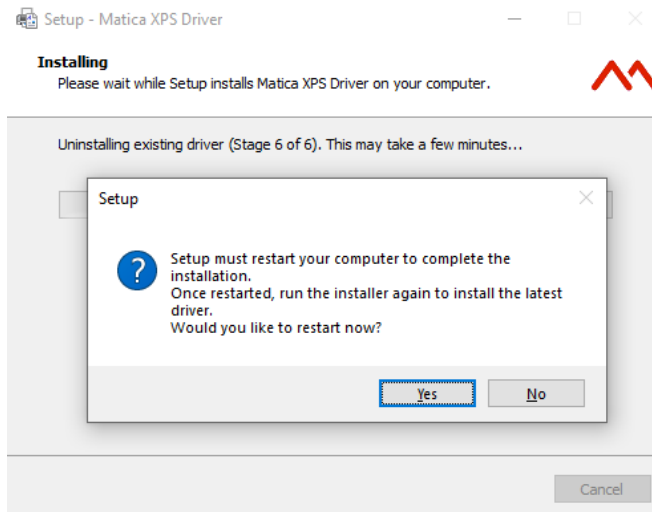 Setup - Matica XPS Driver
Installing
Please wait while Setup installs Matica XPS Driver on your computer.
Uninstalling existing driver (Stage 6 of 6). This may take a few minutes...
Setup
Setup must restart your computer to complete the
installation.
Once restarted, run the installer again to install the latest
driver.
Would you like to restart now?
Yes
No
Cancel